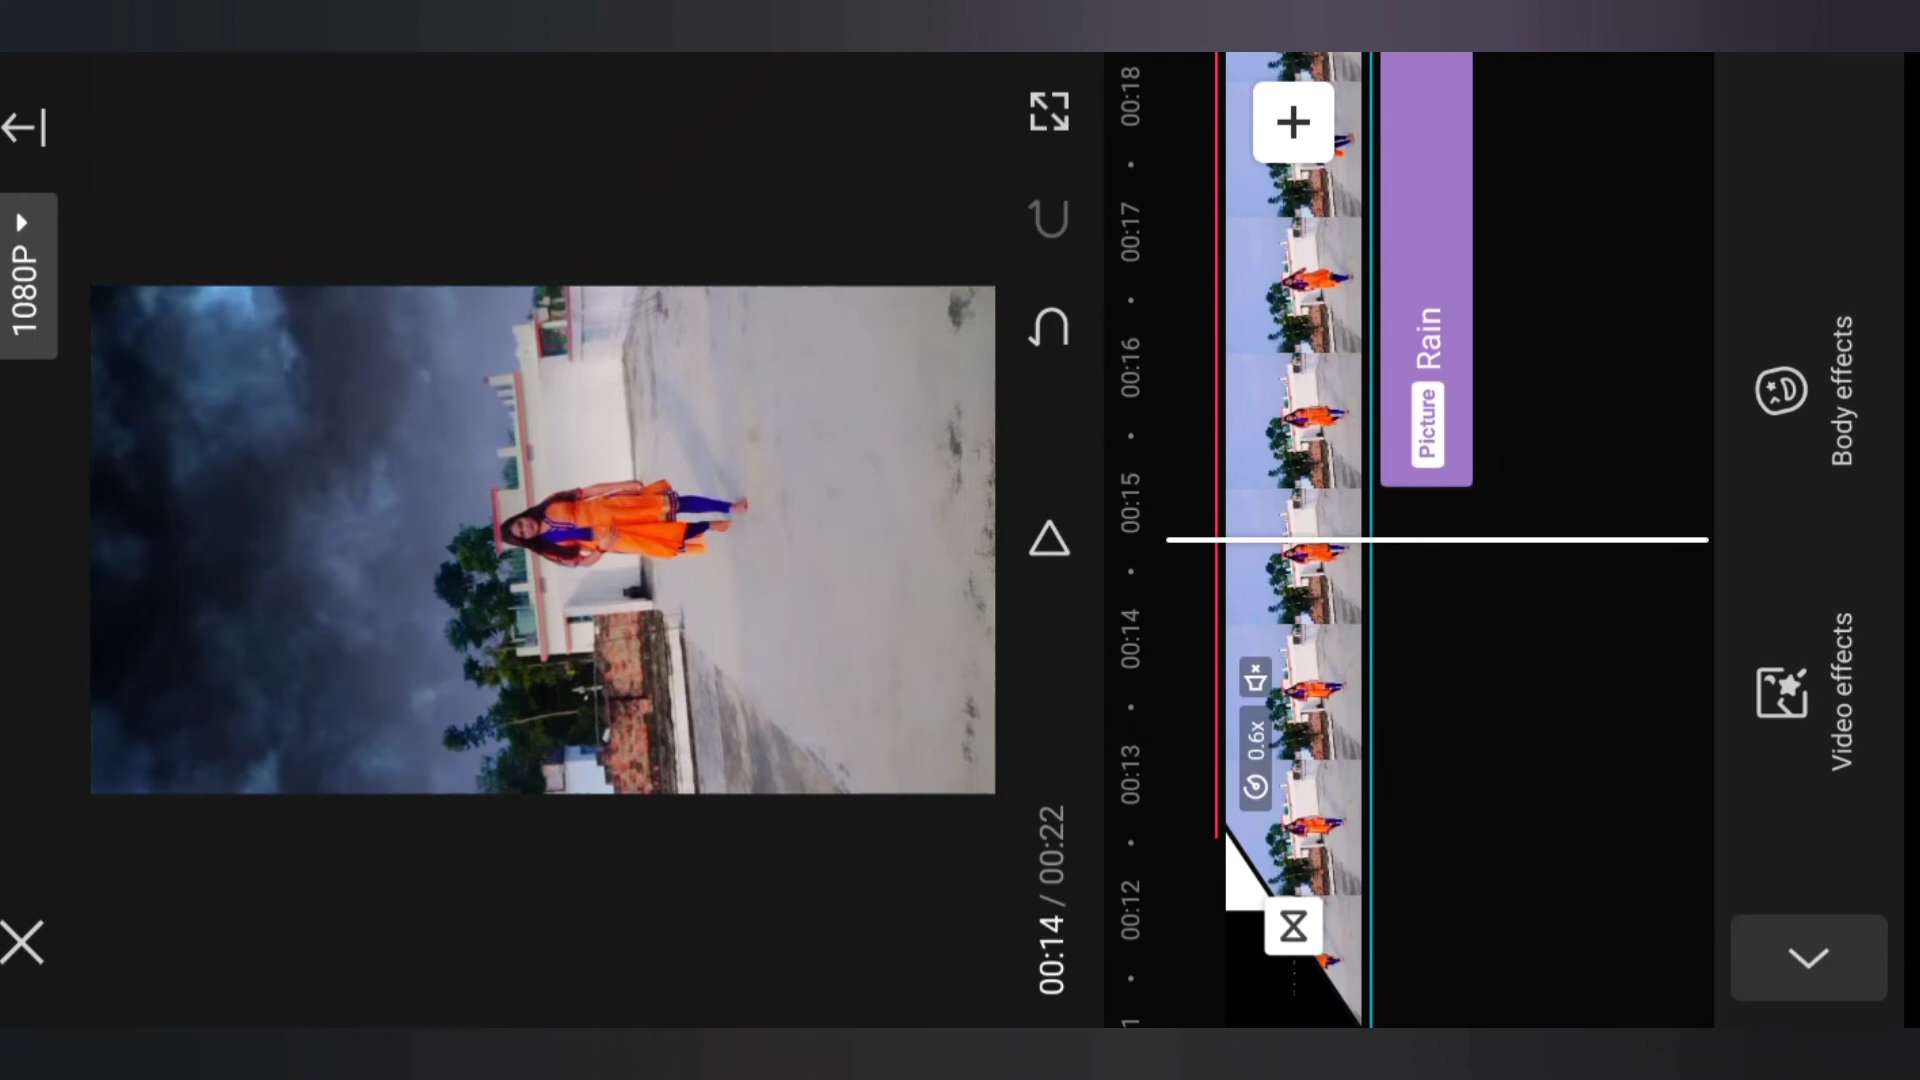 1080P
00:14 / 00:22
00:12
00:13
00:14
00:15
00:16
00:17
00:18
0.6x
Picture Rain
Video effects
Body effects